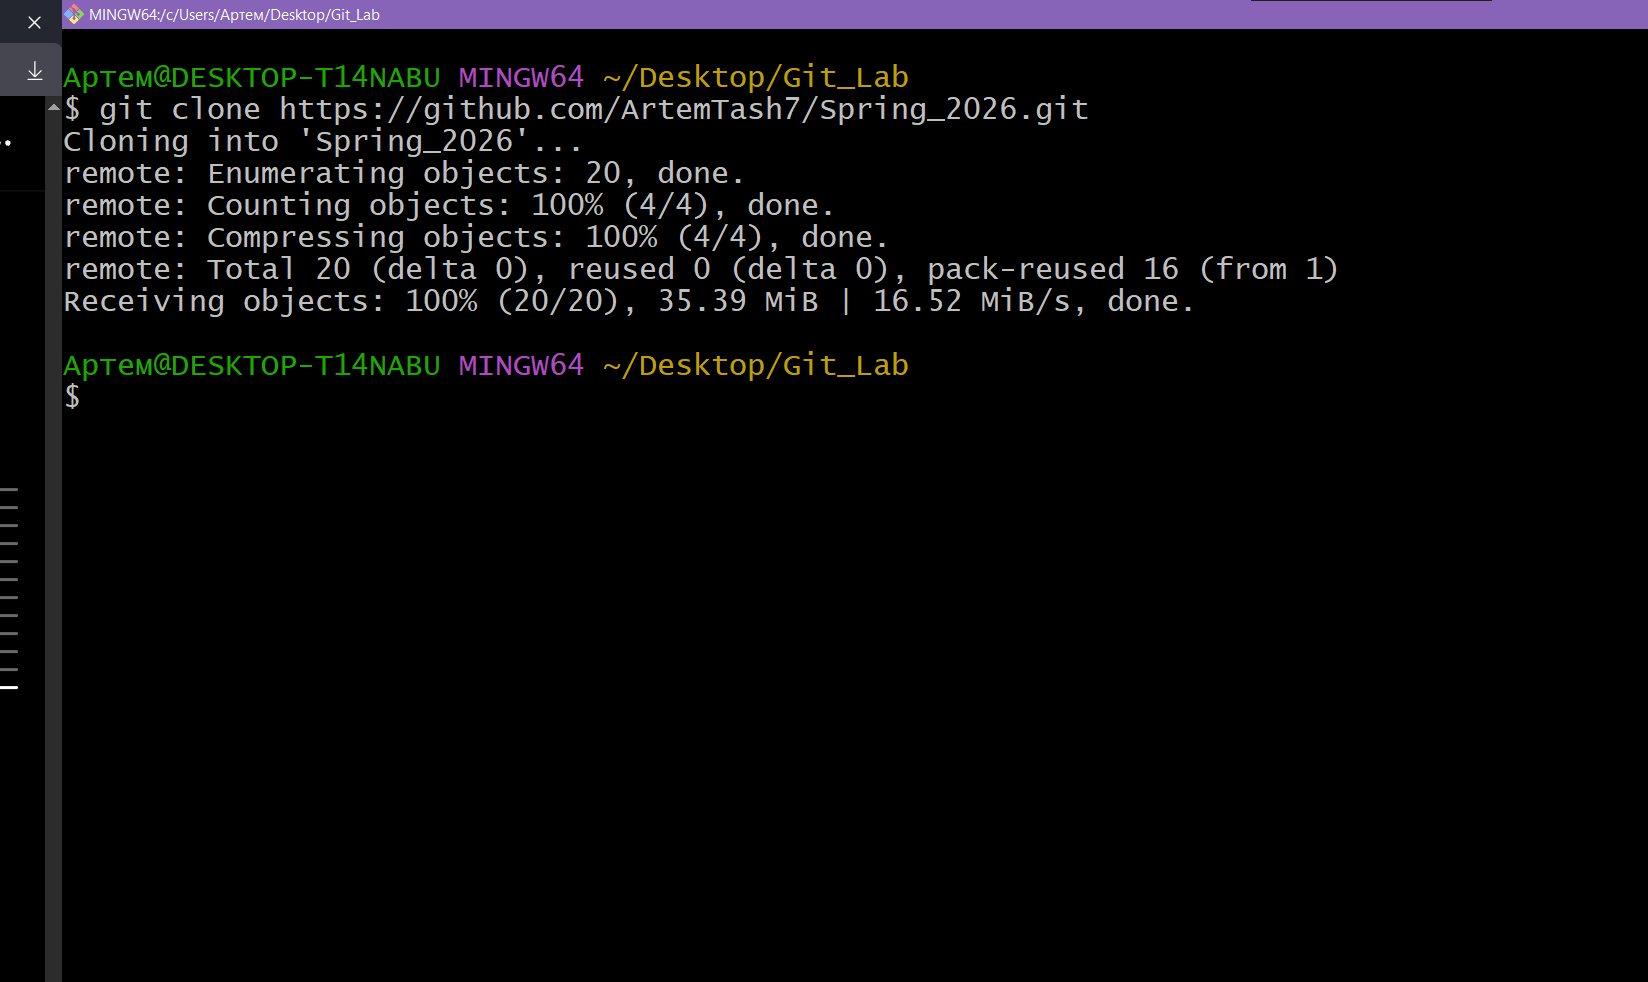 MINGW64:/c/Users/Артем/Desktop/Git_Lab
Артем@DESKTOP-T14NABU MINGW64 ~/Desktop/Git_Lab
$ git clone https://github.com/ArtemTash7/Spring_2026.git
Cloning into 'Spring_2026'...
remote: Enumerating objects: 20, done.
remote: Counting objects: 100% (4/4), done.
remote: Compressing objects: 100% (4/4), done.
remote: Total 20 (delta 0), reused 0 (delta 0), pack-reused 16 (from 1)
Receiving objects: 100% (20/20), 35.39 MiB | 16.52 MiB/s, done.
Артем@DESKTOP-T14NABU MINGW64 ~/Desktop/Git_Lab
$